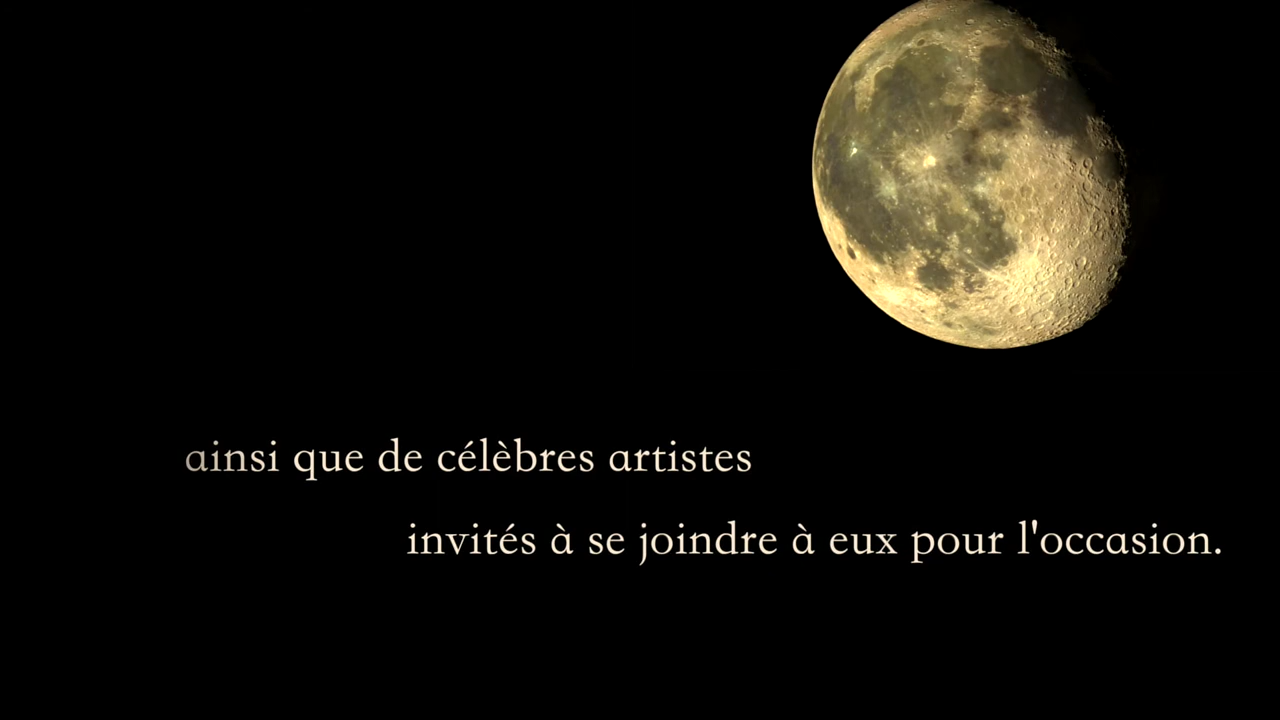 ainsi que de célèbres artistes
invités à se joindre à eux pour l'occasion.